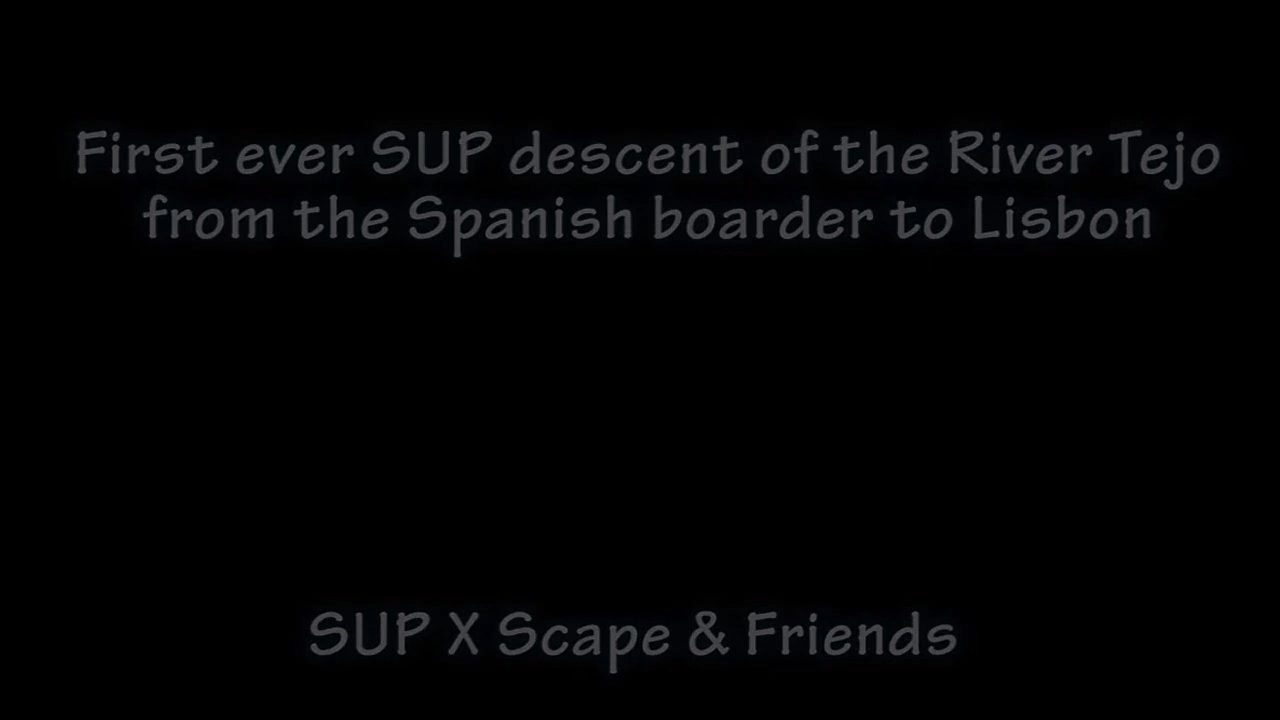 First ever SUP descent of the River Tejo
from the Spanish boarder to Lisbon
SUP X Scape & Friends